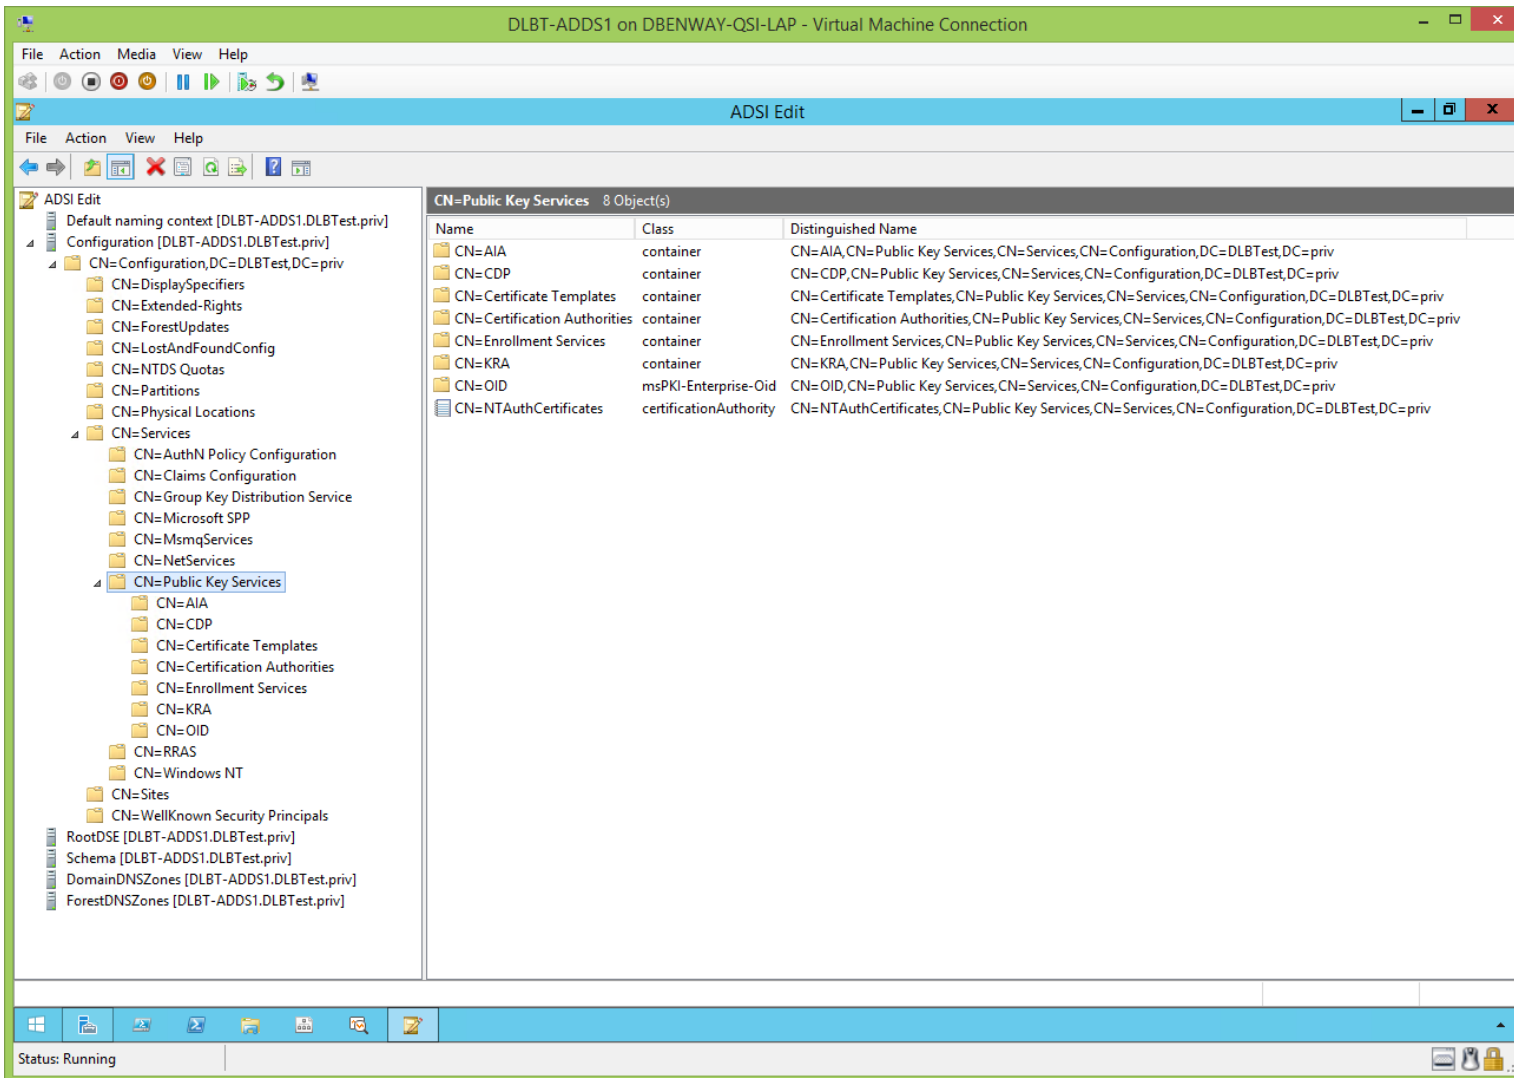 DLBT-ADDS1 on DBENWAY-QSI-LAP - Virtual Machine Connection
File Action Media View Help
ADSI Edit
File Action View Help
ADSI Edit
Default naming context [DLBT-ADDS1.DLBTest.priv]
Configuration [DLBT-ADDS1.DLBTest.priv]
CN=Configuration,DC=DLBTest,DC=priv
CN=DisplaySpecifiers
CN=Extended-Rights
CN=ForestUpdates
CN=LostAndFoundConfig
CN=NTDS Quotas
CN=Partitions
CN=Physical Locations
CN=Services
CN=AuthN Policy Configuration
CN=Claims Configuration
CN=Group Key Distribution Service
CN=Microsoft SPP
CN=MsmqServices
CN=NetServices
CN=Public Key Services
CN=AIA
CN=CDP
CN=Certificate Templates
CN=Certification Authorities
CN=Enrollment Services
CN=KRA
CN=OID
CN=RRAS
CN=Windows NT
CN=Sites
CN=WellKnown Security Principals
RootDSE [DLBT-ADDS1.DLBTest.priv]
Schema [DLBT-ADDS1.DLBTest.priv]
DomainDNSZones [DLBT-ADDS1.DLBTest.priv]
ForestDNSZones [DLBT-ADDS1.DLBTest.priv]
CN=Public Key Services 8 Object(s)
Name Class Distinguished Name
CN=AIA container CN=AIA,CN=Public Key Services,CN=Services,CN=Configuration,DC=DLBTest,DC=priv
CN=CDP container CN=CDP,CN=Public Key Services,CN=Services,CN=Configuration,DC=DLBTest,DC=priv
CN=Certificate Templates container CN=Certificate Templates,CN=Public Key Services,CN=Services,CN=Configuration,DC=DLBTest,DC=priv
CN=Certification Authorities container CN=Certification Authorities,CN=Public Key Services,CN=Services,CN=Configuration,DC=DLBTest,DC=priv
CN=Enrollment Services container CN=Enrollment Services,CN=Public Key Services,CN=Services,CN=Configuration,DC=DLBTest,DC=priv
CN=KRA container CN=KRA,CN=Public Key Services,CN=Services,CN=Configuration,DC=DLBTest,DC=priv
CN=OID msPKI-Enterprise-Oid CN=OID,CN=Public Key Services,CN=Services,CN=Configuration,DC=DLBTest,DC=priv
CN=NTAuthCertificates certificationAuthority CN=NTAuthCertificates,CN=Public Key Services,CN=Services,CN=Configuration,DC=DLBTest,DC=priv
Status: Running